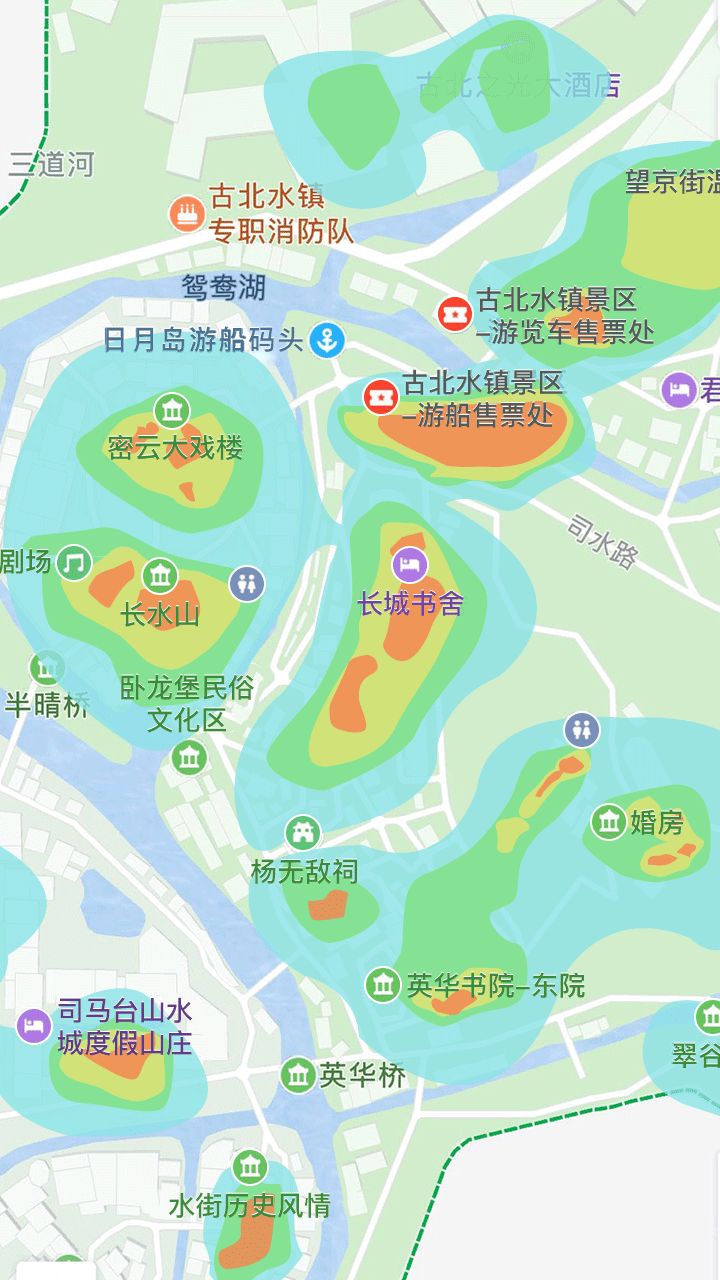 古北之光大酒店
三道河
望京街温
古北水镇
专职消防队
鸳鸯湖
古北水镇景区
-游览车售票处
日月岛游船码头
古北水镇景区
-游船售票处
君
密云大戏楼
司水路
剧场
长水山
长城书舍
卧龙堡民俗
文化区
半晴桥
婚房
杨无敌祠
英华书院-东院
司马台山水
城度假山庄
翠谷
英华桥
水街历史风情